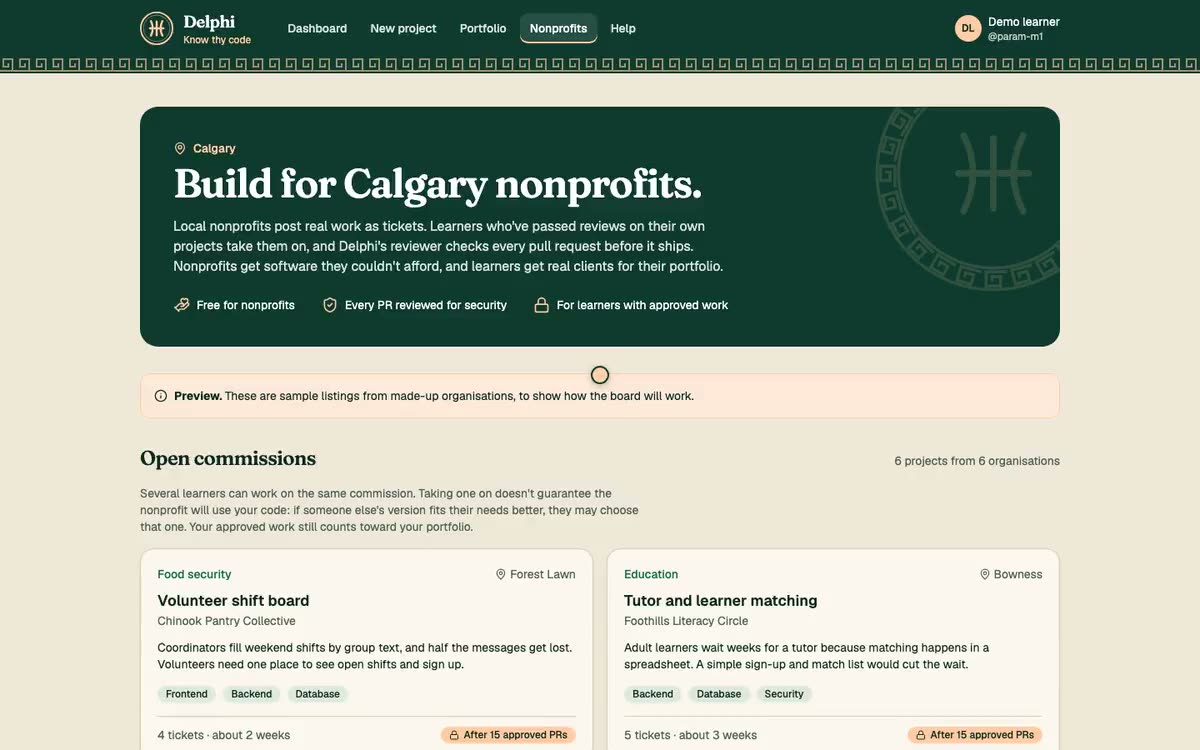 Delphi
Know thy code
Dashboard
New project
Portfolio
Nonprofits
Help
DL
Demo learner
@param-m1
Calgary
Build for Calgary nonprofits.
Local nonprofits post real work as tickets. Learners who've passed reviews on their own
projects take them on, and Delphi's reviewer checks every pull request before it ships.
Nonprofits get software they couldn't afford, and learners get real clients for their portfolio.
Free for nonprofits
Every PR reviewed for security
For learners with approved work
Preview. These are sample listings from made-up organisations, to show how the board will work.
Open commissions
6 projects from 6 organisations
Several learners can work on the same commission. Taking one on doesn't guarantee the
nonprofit will use your code: if someone else's version fits their needs better, they may choose
that one. Your approved work still counts toward your portfolio.
Food security
Forest Lawn
Volunteer shift board
Chinook Pantry Collective
Coordinators fill weekend shifts by group text, and half the messages get lost.
Volunteers need one place to see open shifts and sign up.
Frontend
Backend
Database
4 tickets · about 2 weeks
After 15 approved PRs
Education
Bowness
Tutor and learner matching
Foothills Literacy Circle
Adult learners wait weeks for a tutor because matching happens in a
spreadsheet. A simple sign-up and match list would cut the wait.
Backend
Database
Security
5 tickets · about 3 weeks
After 15 approved PRs